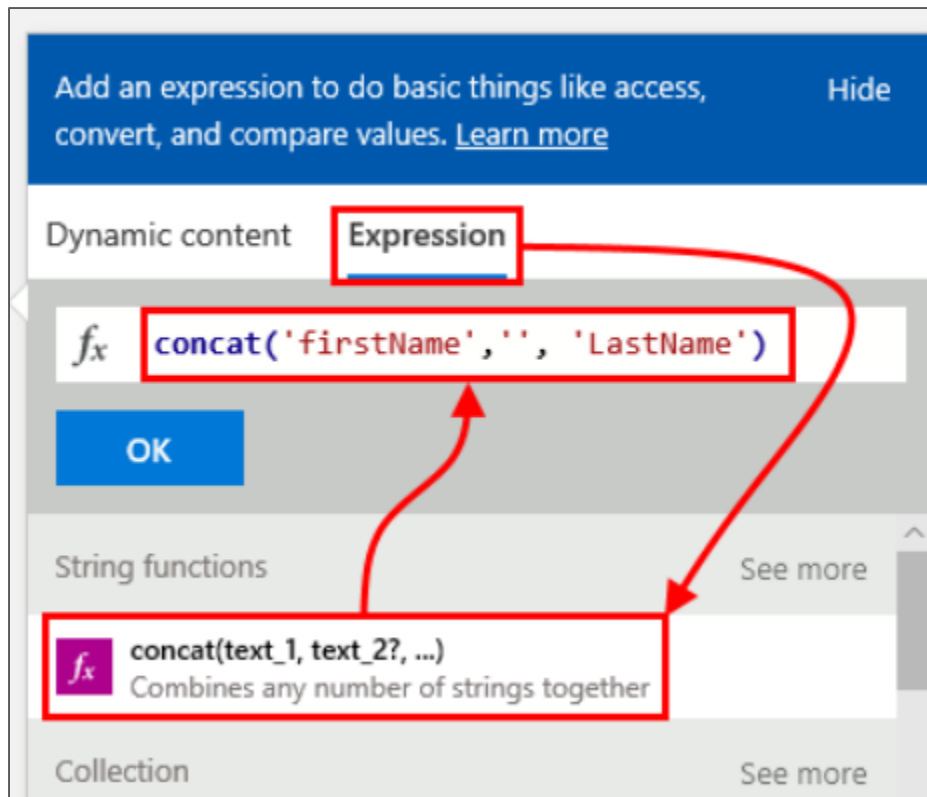 Add an expression to do basic things like access, Hide
convert, and compare values. Learn more
Dynamic content Expression
fx concat('firstName','', 'LastName')
OK
String functions See more
fx concat(text_1, text_2?, ...)
Combines any number of strings together
Collection See more